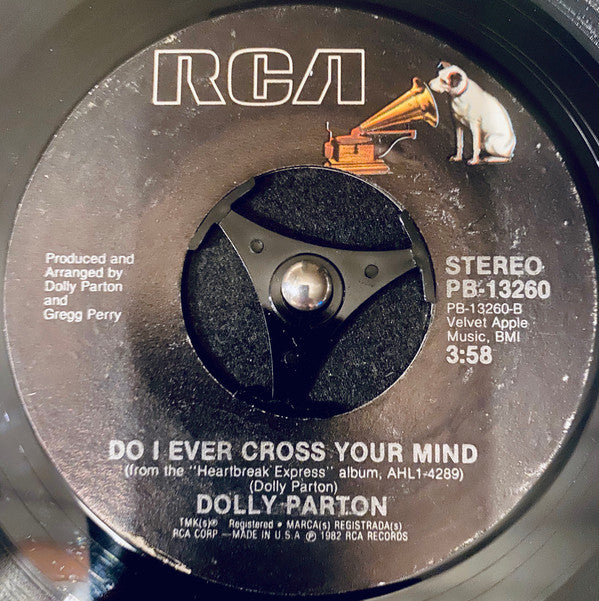 RCA
Produced and
Arranged by
Dolly Parton
and
Gregg Perry
STEREO
PB-13260
PB-13260-B
Velvet Apple
Music, BMI
3:58
DO I EVER CROSS YOUR MIND
(from the "Heartbreak Express" album, AHL1-4289)
(Dolly Parton)
DOLLY PARTON
TMK(s)® Registered • MARCA(s) REGISTRADA(s)
RCA CORP —MADE IN U.S.A ℗ 1982 RCA RECORDS